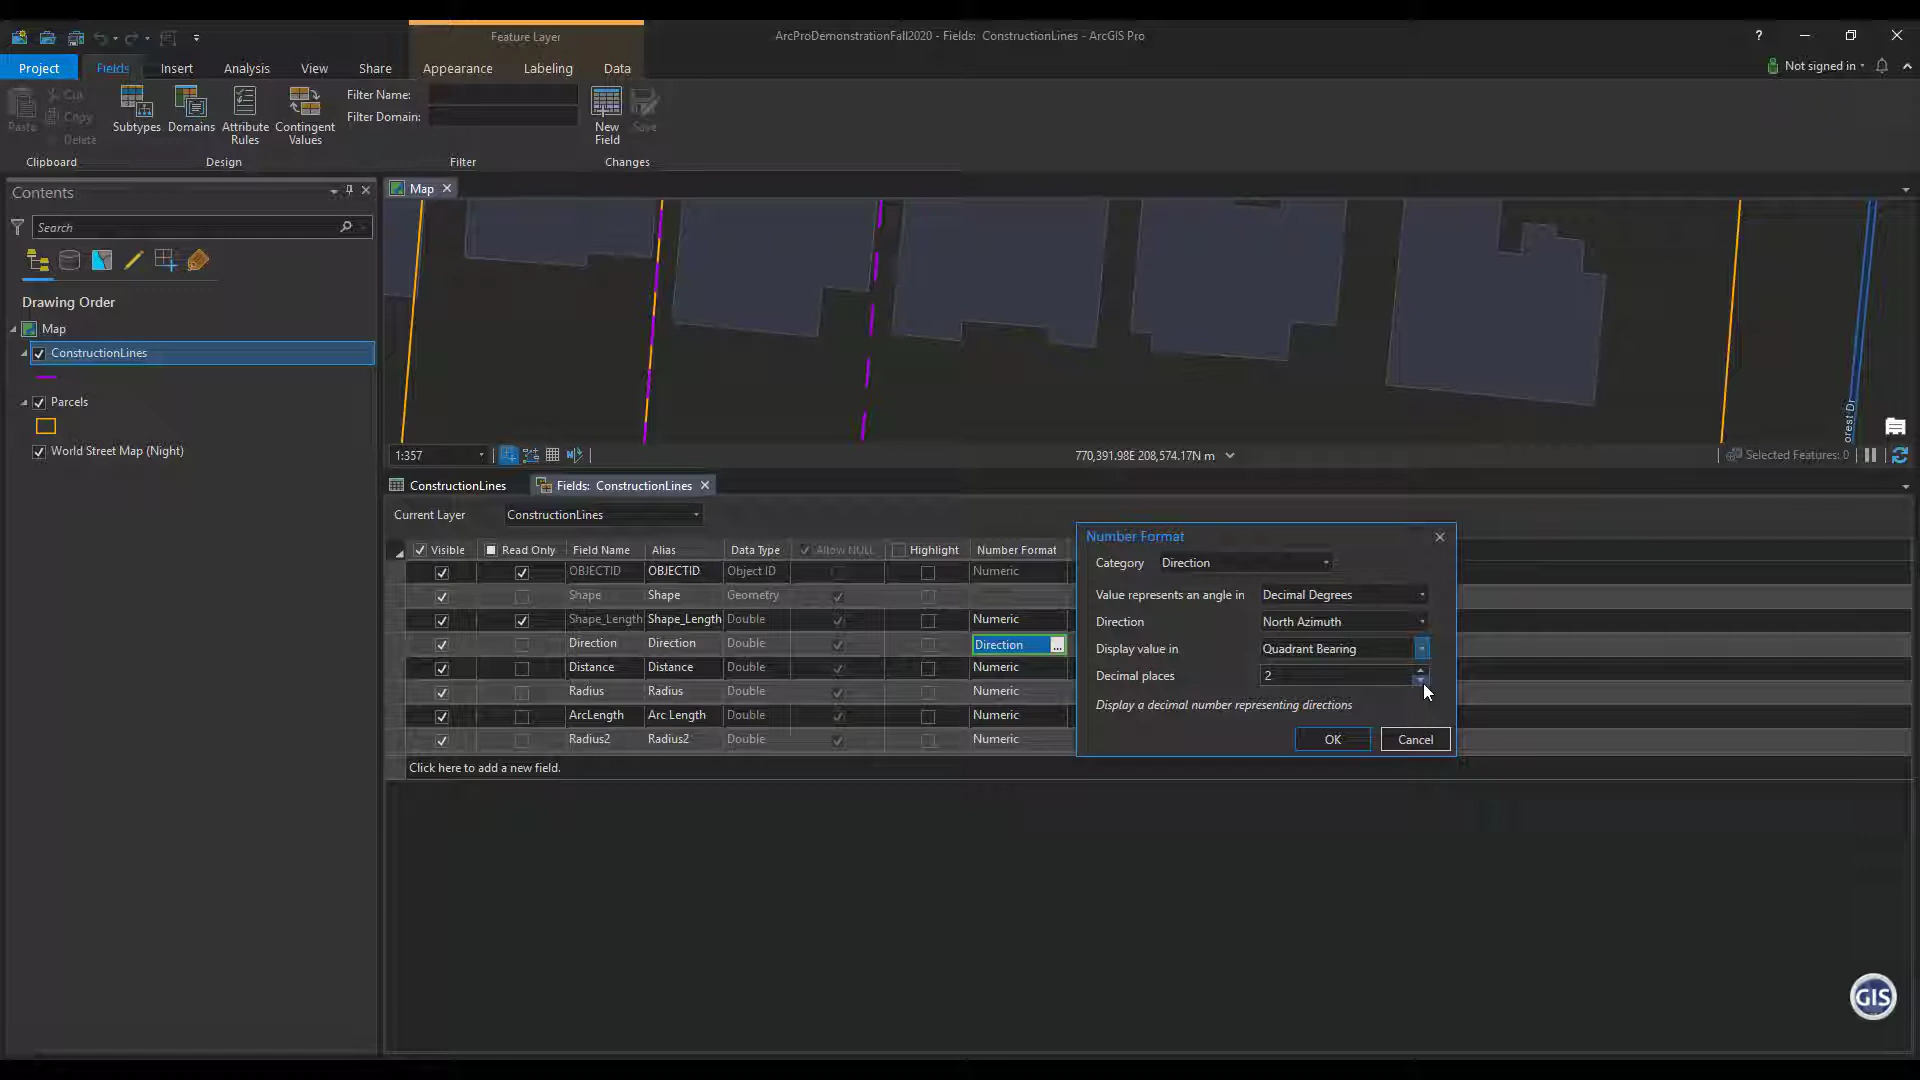 Feature Layer
ArcProDemonstrationFall2020 - Fields: ConstructionLines - ArcGIS Pro
?
Project Fields Insert Analysis View Share Appearance Labeling Data
Not signed in
Paste
Cut
Copy
Delete
Subtypes Domains Attribute Rules Contingent Values
Filter Name:
Filter Domain:
New Field
Save
Clipboard Design Filter Changes
Contents
Search
Drawing Order
Map
ConstructionLines
Parcels
World Street Map (Night)
Map
orest Dr
1:357
770,391.98E 208,574.17N m
Selected Features: 0
ConstructionLines
Fields: ConstructionLines
Current Layer ConstructionLines
Visible Read Only Field Name Alias Data Type Allow NULL Highlight Number Format
OBJECTID OBJECTID Object ID Numeric
Shape Shape Geometry
Shape_Length Shape_Length Double Numeric
Direction Direction Double Direction ...
Distance Distance Double Numeric
Radius Radius Double Numeric
ArcLength Arc Length Double Numeric
Radius2 Radius2 Double Numeric
Click here to add a new field.
Number Format
Category Direction
Value represents an angle in Decimal Degrees
Direction North Azimuth
Display value in Quadrant Bearing
Decimal places 2
Display a decimal number representing directions
OK Cancel
GIS